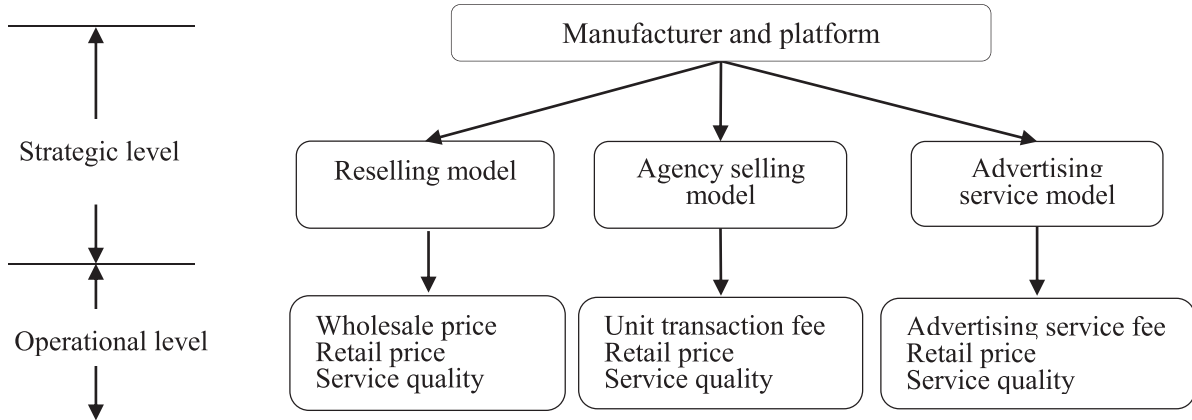 Manufacturer and platform
Strategic level
Reselling model
Agency selling
model
Advertising
service model
Operational level
Wholesale price
Retail price
Service quality
Unit transaction fee
Retail price
Service quality
Advertising service fee
Retail price
Service quality